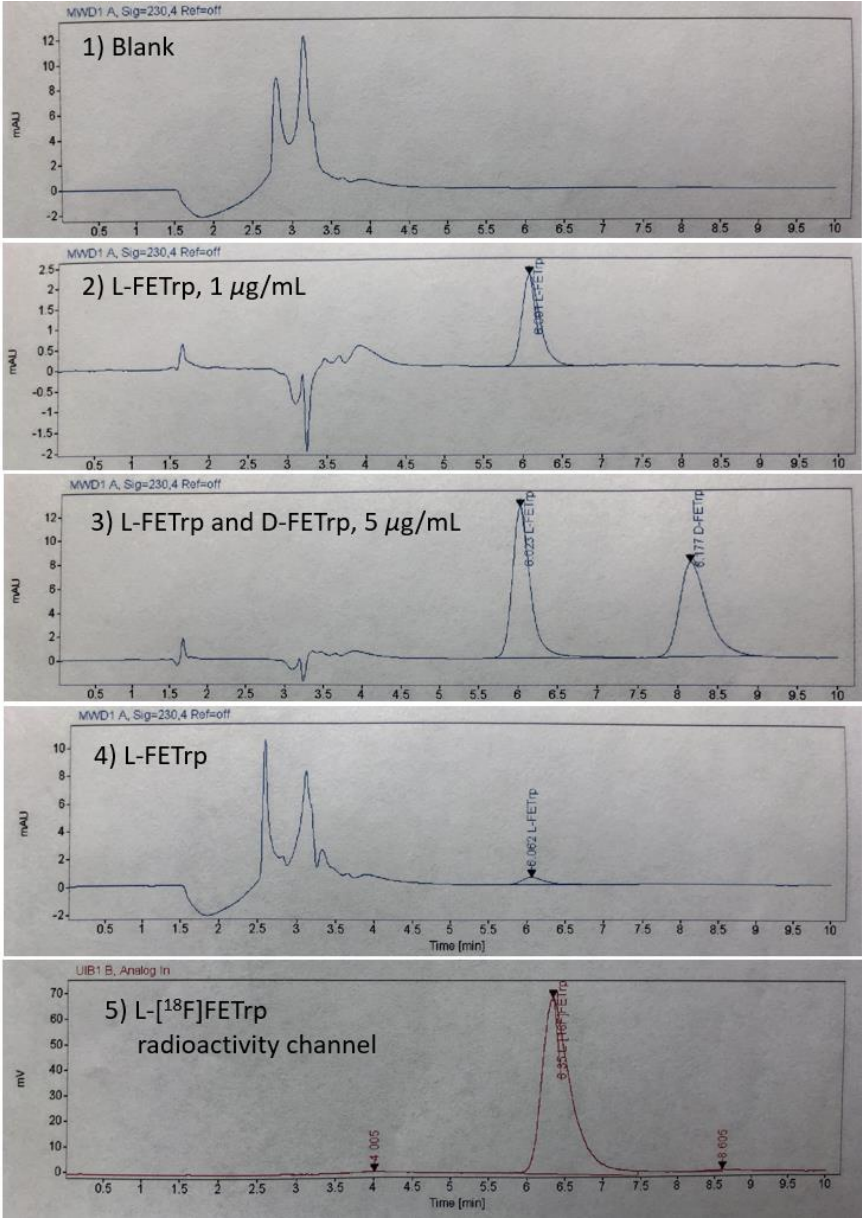 MWD1 A, Sig=230,4 Ref=off
1) Blank
mAU
12
10
8
6
4
2
0
-2
0.5 1 1.5 2 2.5 3 3.5 4 4.5 5 5.5 6 6.5 7 7.5 8 8.5 9 9.5 10
MWD1 A, Sig=230,4 Ref=off
2) L-FETrp, 1 µg/mL
6.091 L-FETrp
mAU
2.5
2
1.5
1
0.5
0
-0.5
-1
-1.5
-2
0.5 1 1.5 2 2.5 3 3.5 4 4.5 5 5.5 6 6.5 7 7.5 8 8.5 9 9.5 10
MWD1 A, Sig=230,4 Ref=off
3) L-FETrp and D-FETrp, 5 µg/mL
6.023 L-FETrp
8.177 D-FETrp
mAU
12
10
8
6
4
2
0
0.5 1 1.5 2 2.5 3 3.5 4 4.5 5 5.5 6 6.5 7 7.5 8 8.5 9 9.5 10
MWD1 A, Sig=230,4 Ref=off
4) L-FETrp
6.062 L-FETrp
mAU
10
8
6
4
2
0
-2
0.5 1 1.5 2 2.5 3 3.5 4 4.5 5 5.5 6 6.5 7 7.5 8 8.5 9 9.5 10
Time [min]
UIB1 B, Analog In
5) L-[¹⁸F]FETrp
radioactivity channel
6.35 L-[18F]FETrp
4.005
8.605
mV
70
60
50
40
30
20
10
0
0.5 1 1.5 2 2.5 3 3.5 4 4.5 5 5.5 6 6.5 7 7.5 8 8.5 9 9.5 10
Time [min]